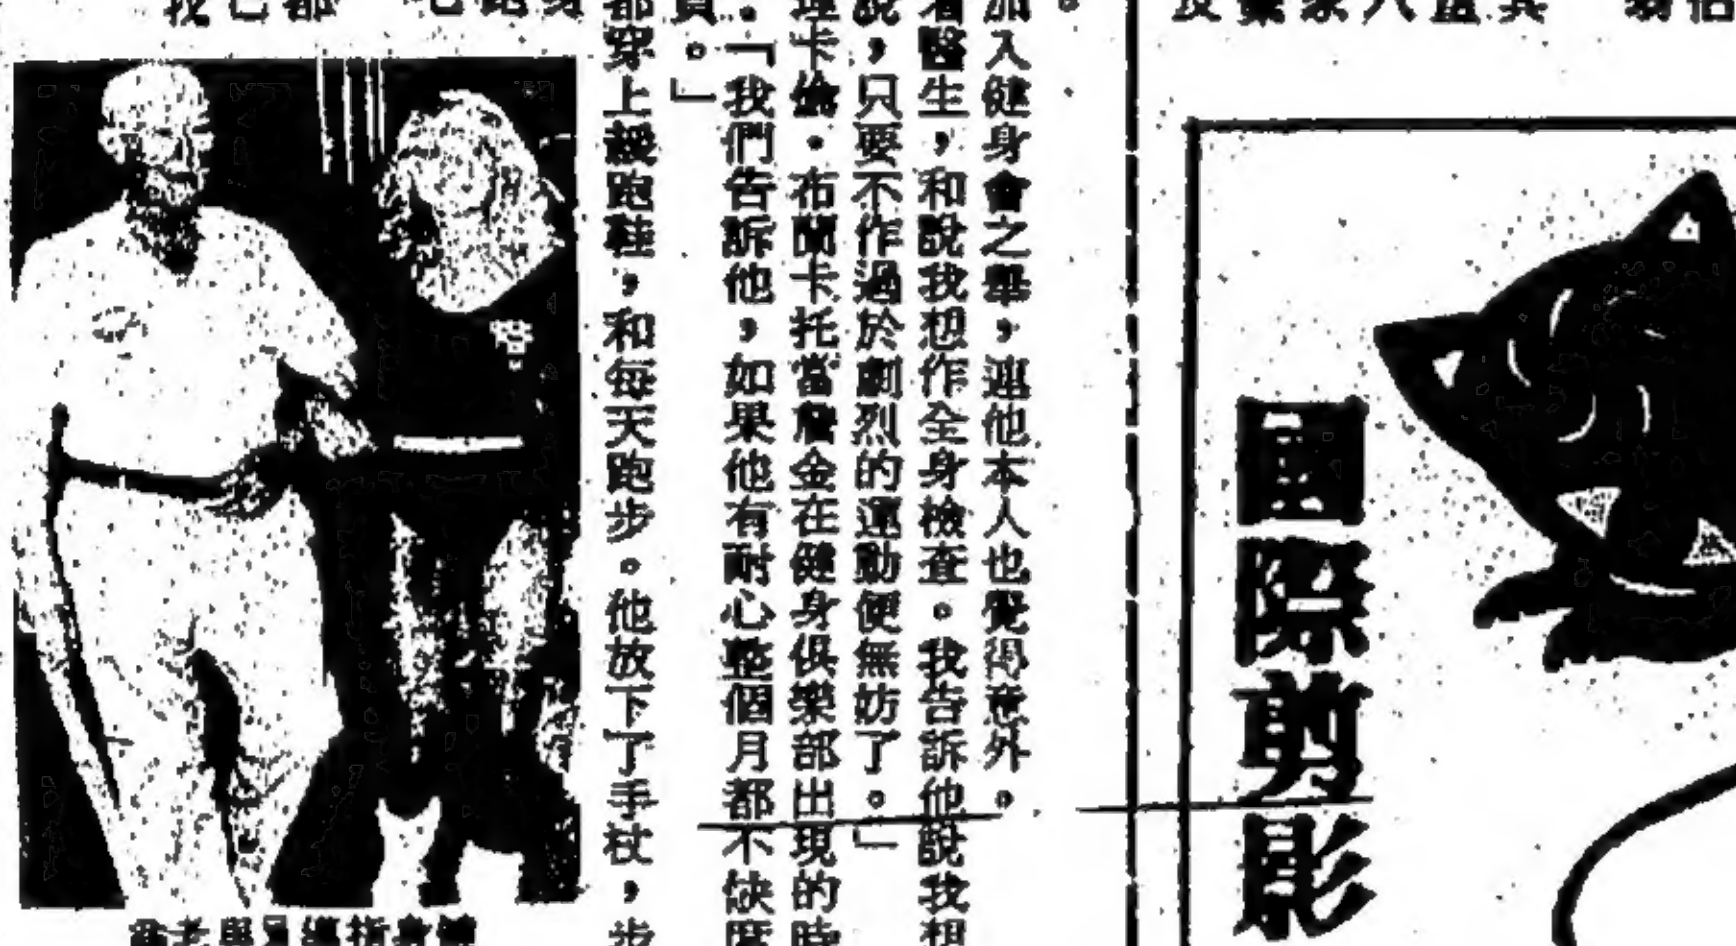 國際剪影
加入健身會之舉，連他本人也覺得意外。
看醫生，和說我想作全身檢查。我告訴他說我想
說，只要不作過於劇烈的運動便無妨了。」
理卡倫．布蘭卡托當詹金在健身俱樂部出現的時
．「我們告訴他，如果他有耐心整個月都不缺席
員。」
都穿上緩跑鞋，和每天跑步。他放下了手杖，步